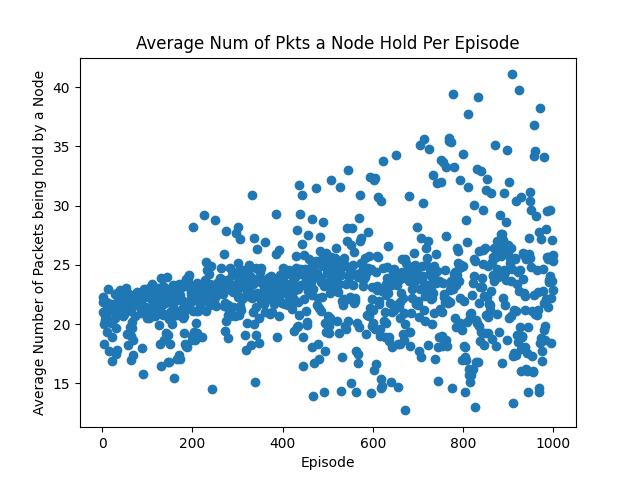 Average Num of Pkts a Node Hold Per Episode
Average Number of Packets being hold by a Node
40
35
30
25
20
15
0 200 400 600 800 1000
Episode